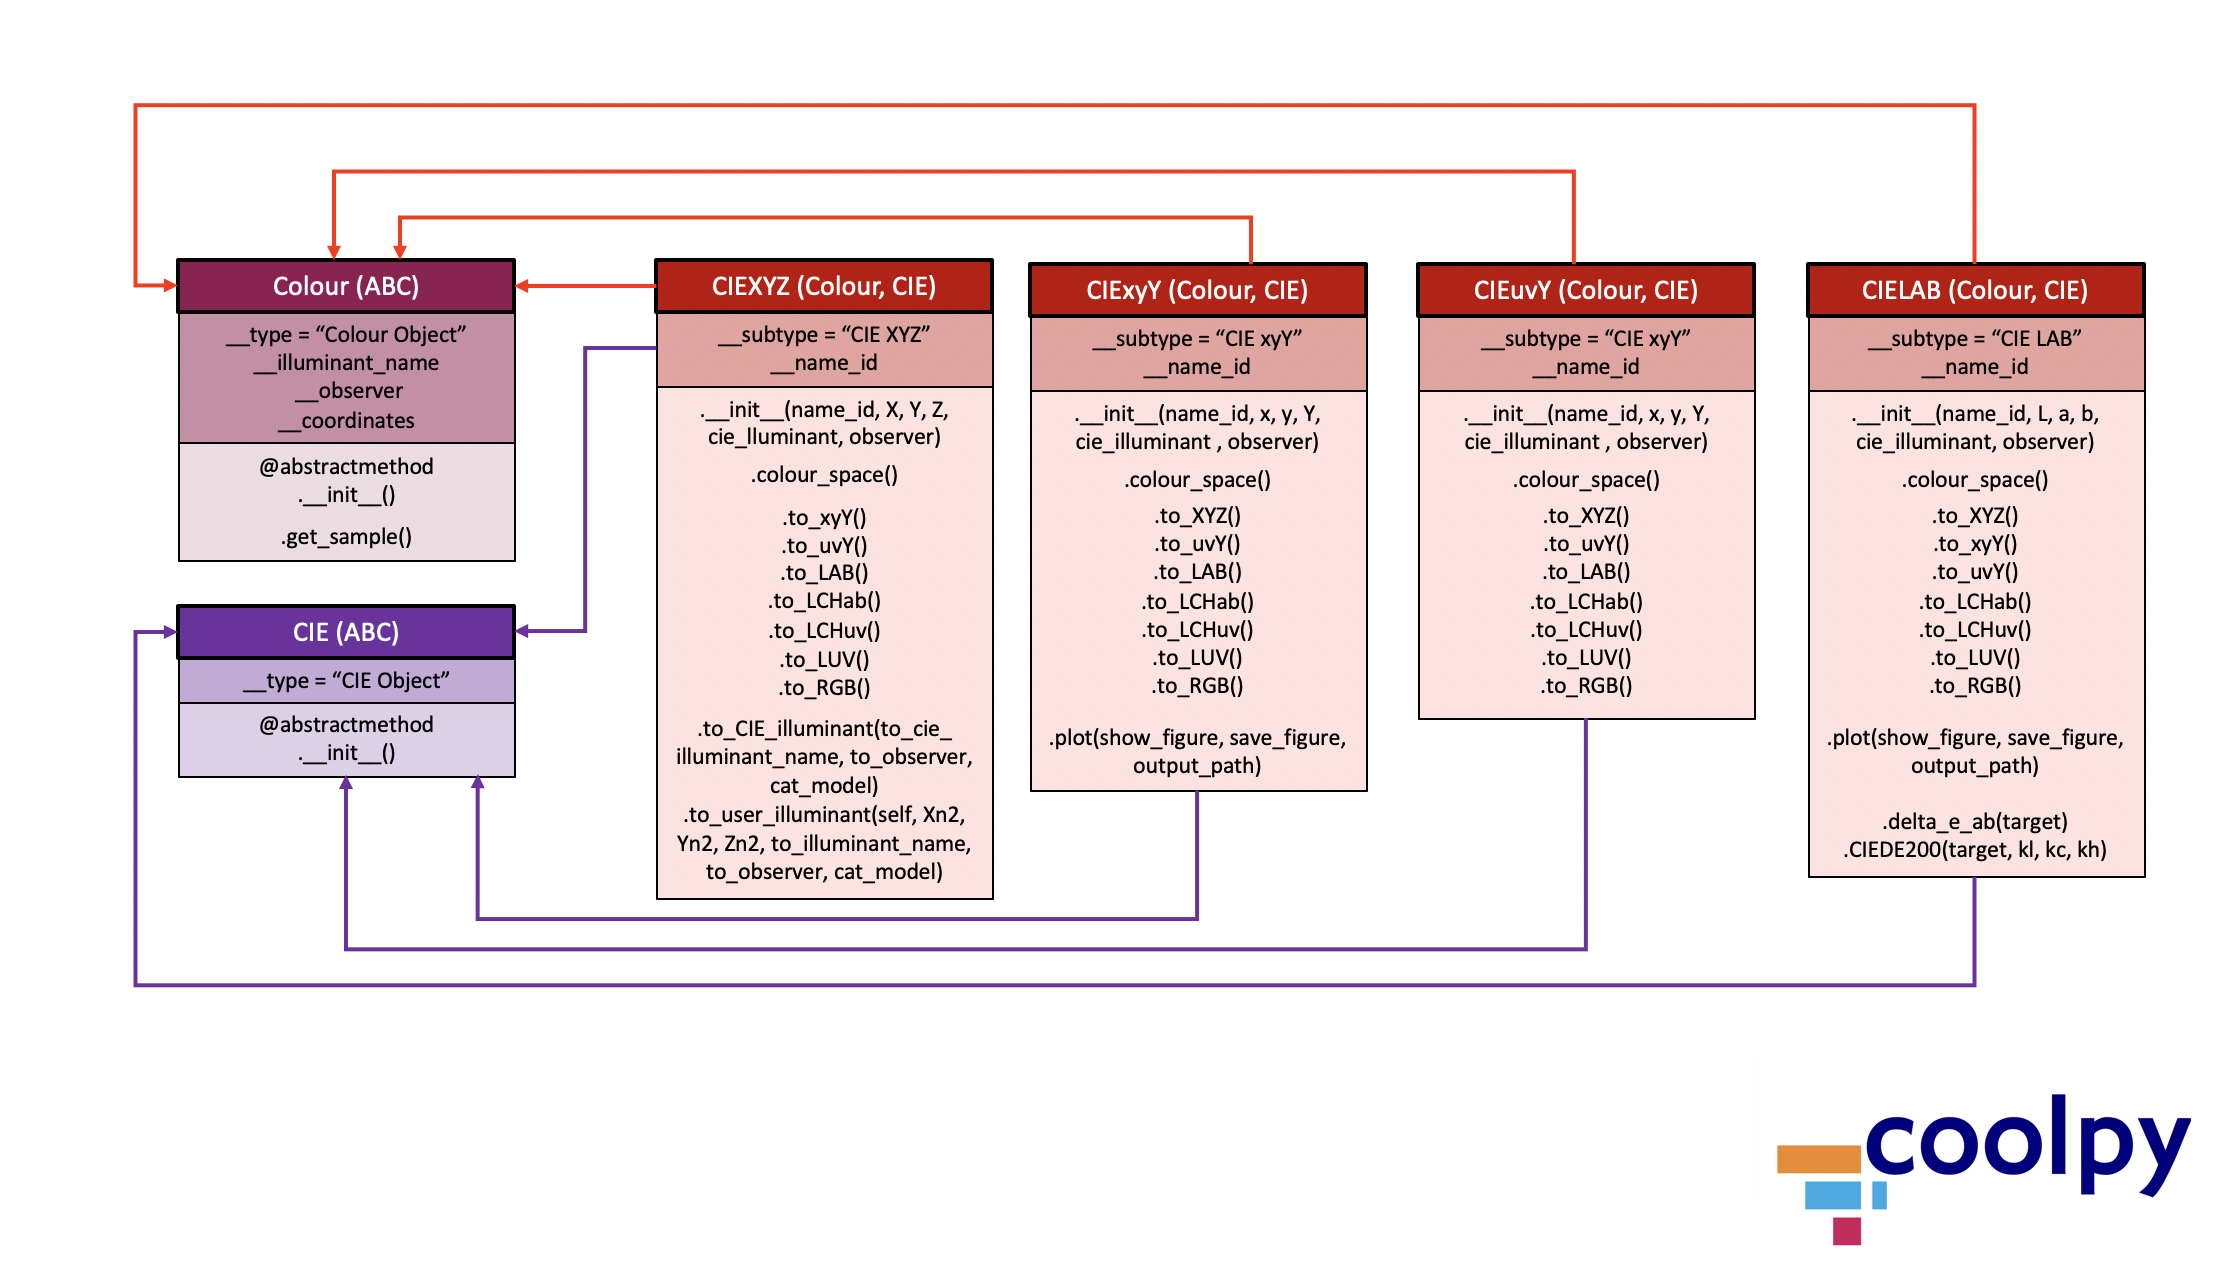 Colour (ABC)
__type = “Colour Object”
__illuminant_name
__observer
__coordinates
@abstractmethod
.__init__()
.get_sample()
CIE (ABC)
__type = “CIE Object”
@abstractmethod
.__init__()
CIEXYZ (Colour, CIE)
__subtype = “CIE XYZ”
__name_id
.__init__(name_id, X, Y, Z,
cie_lluminant, observer)
.colour_space()
.to_xyY()
.to_uvY()
.to_LAB()
.to_LCHab()
.to_LCHuv()
.to_LUV()
.to_RGB()
.to_CIE_illuminant(to_cie_
illuminant_name, to_observer,
cat_model)
.to_user_illuminant(self, Xn2,
Yn2, Zn2, to_illuminant_name,
to_observer, cat_model)
CIExyY (Colour, CIE)
__subtype = “CIE xyY”
__name_id
.__init__(name_id, x, y, Y,
cie_illuminant , observer)
.colour_space()
.to_XYZ()
.to_uvY()
.to_LAB()
.to_LCHab()
.to_LCHuv()
.to_LUV()
.to_RGB()
.plot(show_figure, save_figure,
output_path)
CIEuvY (Colour, CIE)
__subtype = “CIE xyY”
__name_id
.__init__(name_id, x, y, Y,
cie_illuminant , observer)
.colour_space()
.to_XYZ()
.to_uvY()
.to_LAB()
.to_LCHab()
.to_LCHuv()
.to_LUV()
.to_RGB()
CIELAB (Colour, CIE)
__subtype = “CIE LAB”
__name_id
.__init__(name_id, L, a, b,
cie_illuminant, observer)
.colour_space()
.to_XYZ()
.to_xyY()
.to_uvY()
.to_LCHab()
.to_LCHuv()
.to_LUV()
.to_RGB()
.plot(show_figure, save_figure,
output_path)
.delta_e_ab(target)
.CIEDE200(target, kl, kc, kh)
coolpy